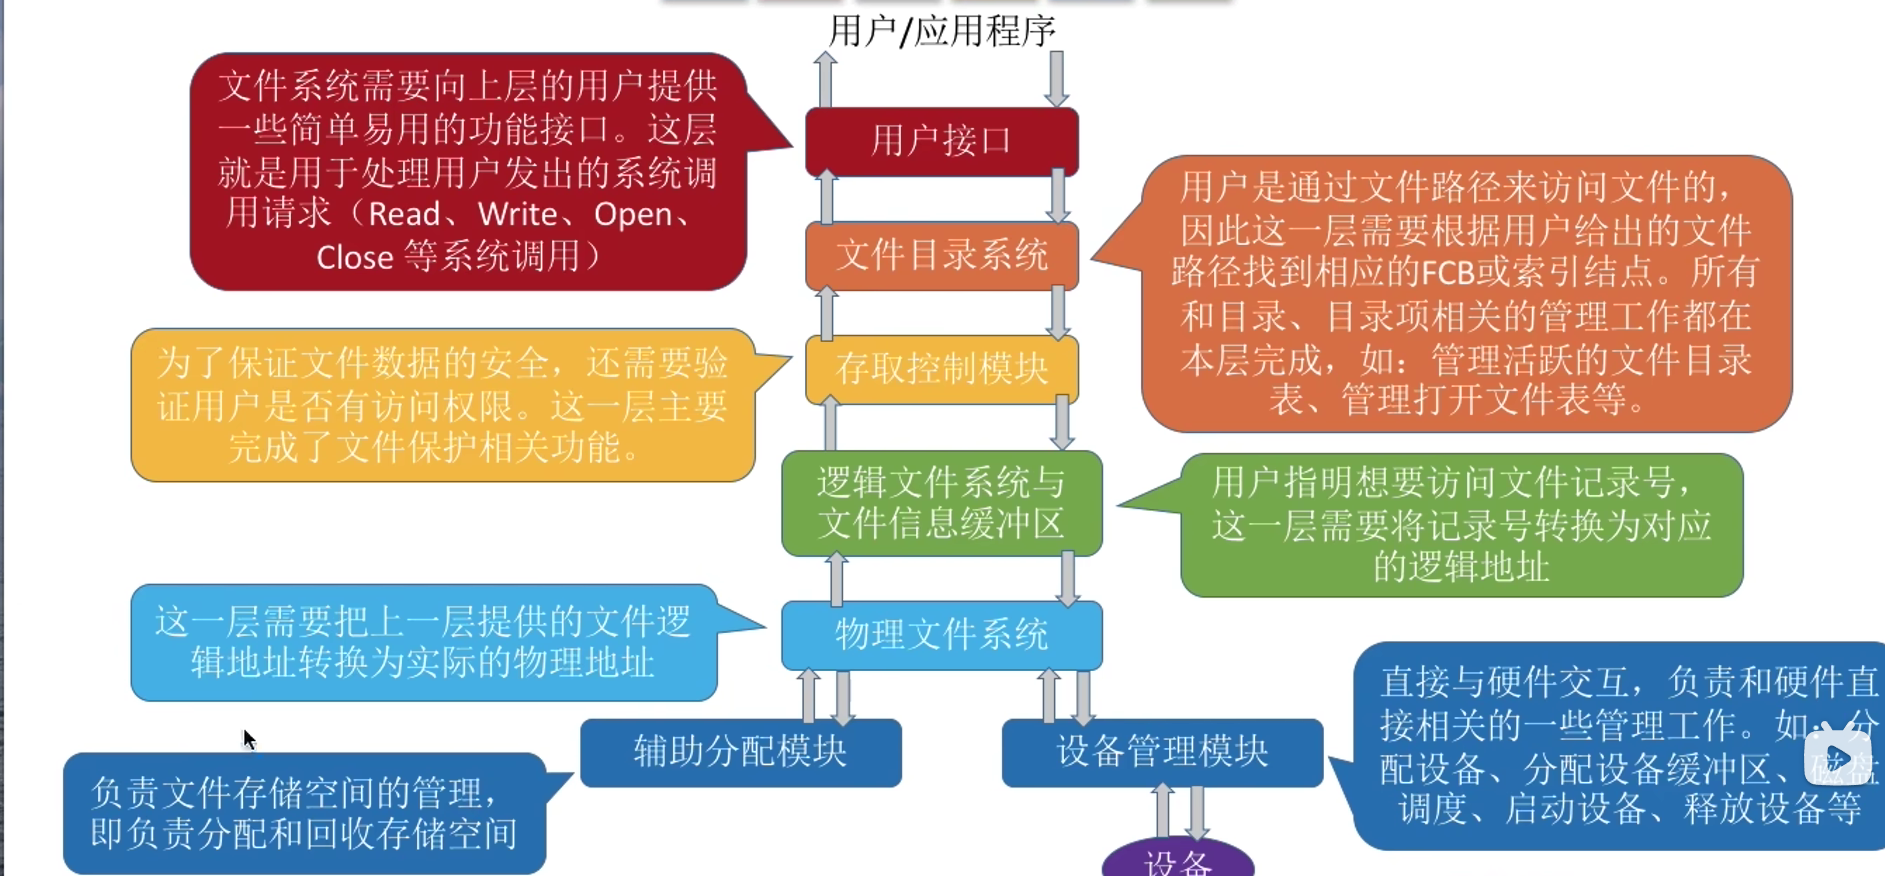 用户/应用程序
文件系统需要向上层的用户提供
一些简单易用的功能接口。这层
就是用于处理用户发出的系统调
用请求（Read、Write、Open、
Close 等系统调用）
用户接口
用户是通过文件路径来访问文件的，
因此这一层需要根据用户给出的文件
路径找到相应的FCB或索引结点。所有
和目录、目录项相关的管理工作都在
本层完成，如：管理活跃的文件目录
表、管理打开文件表等。
文件目录系统
为了保证文件数据的安全，还需要验
证用户是否有访问权限。这一层主要
完成了文件保护相关功能。
存取控制模块
逻辑文件系统与
文件信息缓冲区
用户指明想要访问文件记录号，
这一层需要将记录号转换为对应
的逻辑地址
这一层需要把上一层提供的文件逻
辑地址转换为实际的物理地址
物理文件系统
直接与硬件交互，负责和硬件直
接相关的一些管理工作。如：分
配设备、分配设备缓冲区、磁盘
调度、启动设备、释放设备等
辅助分配模块
设备管理模块
负责文件存储空间的管理，
即负责分配和回收存储空间
设备